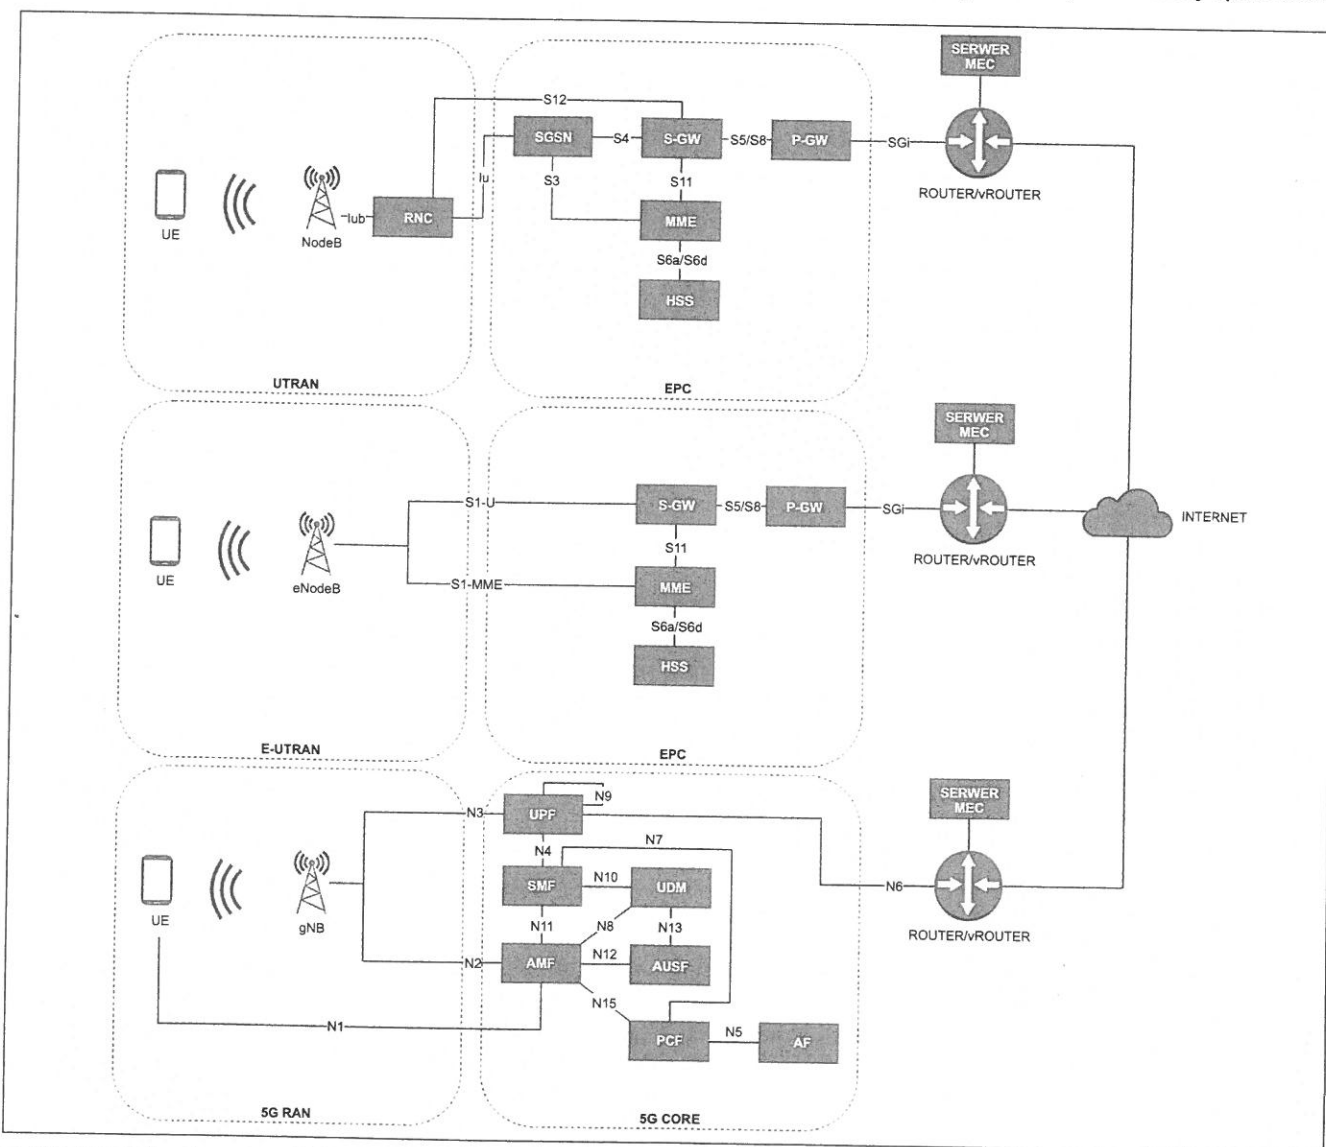 SERWER
MEC
S12
SGSN
S4
S-GW
S5/S8
P-GW
SGi
Iu
S3
S11
ROUTER/vROUTER
UE
NodeB
Iub
RNC
MME
S6a/S6d
HSS
UTRAN
EPC
SERWER
MEC
S1-U
S-GW
S5/S8
P-GW
SGi
INTERNET
UE
eNodeB
S11
ROUTER/vROUTER
S1-MME
MME
S6a/S6d
HSS
E-UTRAN
EPC
SERWER
MEC
N9
N3
UPF
N4
N7
UE
gNB
SMF
N10
UDM
N6
N11
N8
N13
ROUTER/vROUTER
N2
AMF
N12
AUSF
N15
N1
PCF
N5
AF
5G RAN
5G CORE